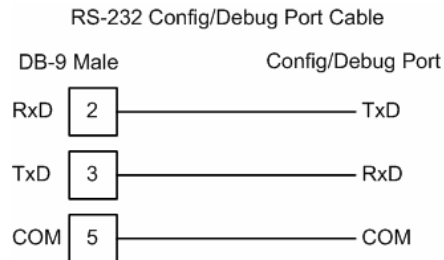 RS-232 Config/Debug Port Cable
DB-9 Male Config/Debug Port
RxD 2 TxD
TxD 3 RxD
COM 5 COM